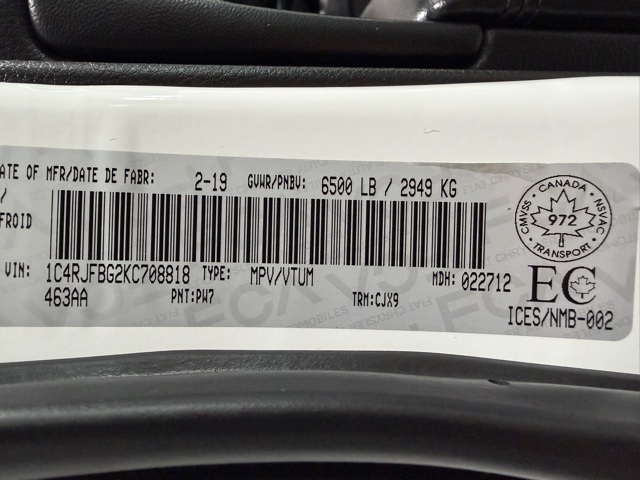 ATE OF MFR/DATE DE FABR: 2-19 GVWR/PNBV: 6500 LB / 2949 KG
/
FROID
CMVSS · CANADA · NSVAC
972
TRANSPORT
VIN: 1C4RJFBG2KC708818 TYPE: MPV/VTUM MDH: 022712
EC
463AA PNT:PW7 TRM:CJX9
ICES/NMB-002